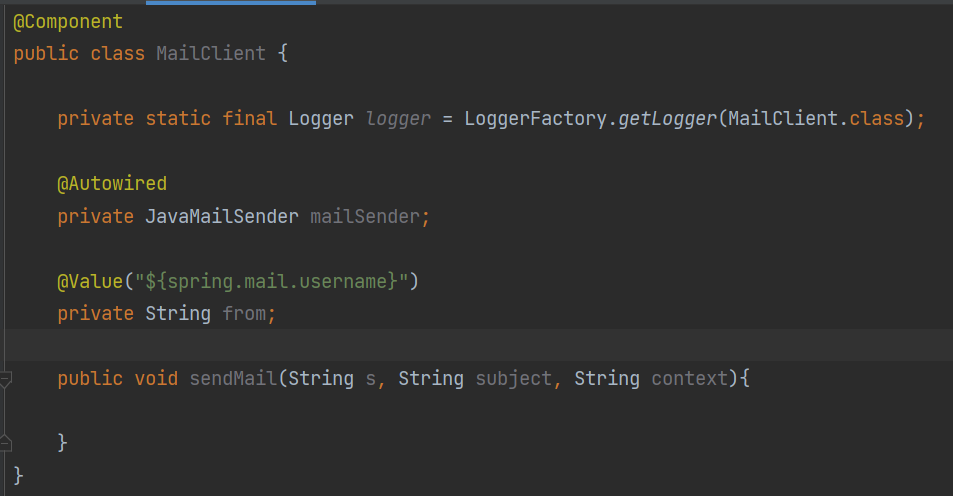 @Component
public class MailClient {
private static final Logger logger = LoggerFactory.getLogger(MailClient.class);
@Autowired
private JavaMailSender mailSender;
@Value("${spring.mail.username}")
private String from;
public void sendMail(String s, String subject, String context){
}
}